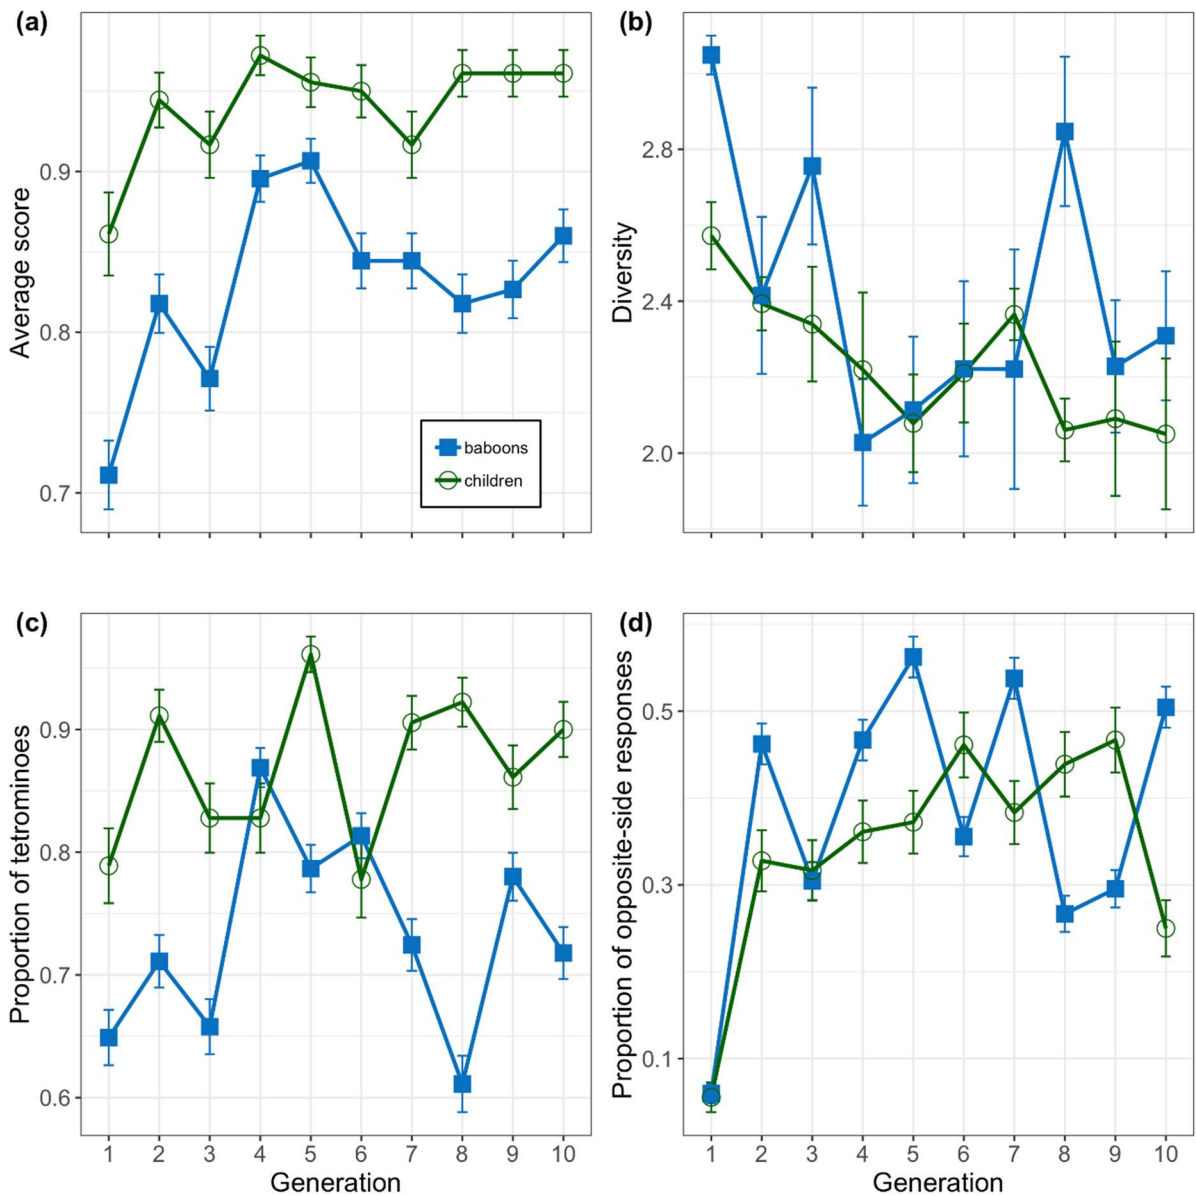 (a)
Average score
0.9
0.8
0.7
baboons
children
(b)
Diversity
2.8
2.4
2.0
(c)
Proportion of tetrominoes
0.9
0.8
0.7
0.6
1 2 3 4 5 6 7 8 9 10
Generation
(d)
Proportion of opposite-side responses
0.5
0.3
0.1
1 2 3 4 5 6 7 8 9 10
Generation